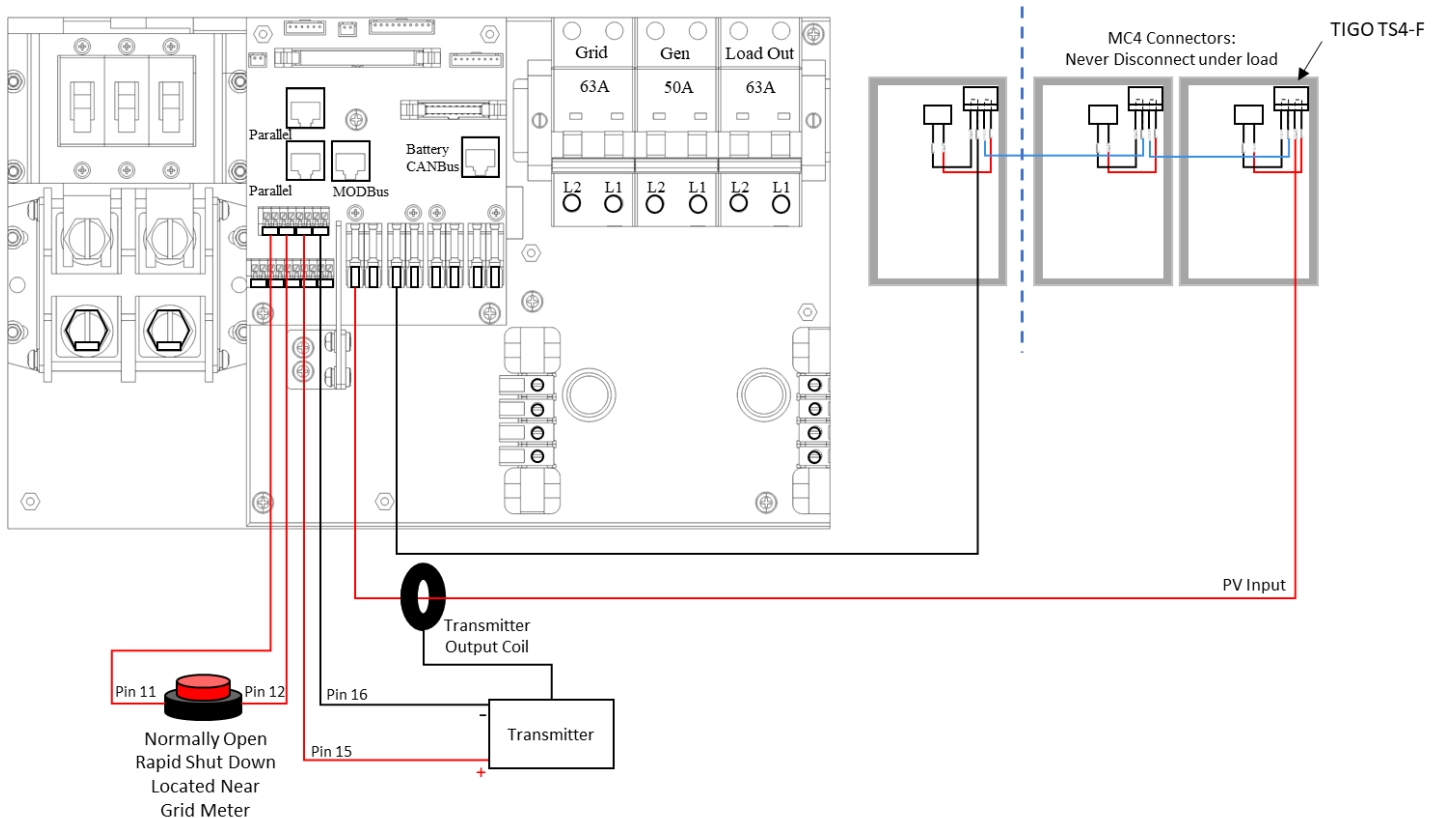 TIGO TS4-F
MC4 Connectors:
Never Disconnect under load
Grid
Gen
Load Out
63A
50A
63A
Parallel
Battery
CANBus
Parallel
MODBus
L2
L1
L2
L1
L2
L1
PV Input
Transmitter
Output Coil
Pin 11
Pin 12
Pin 16
-
Transmitter
Pin 15
+
Normally Open
Rapid Shut Down
Located Near
Grid Meter